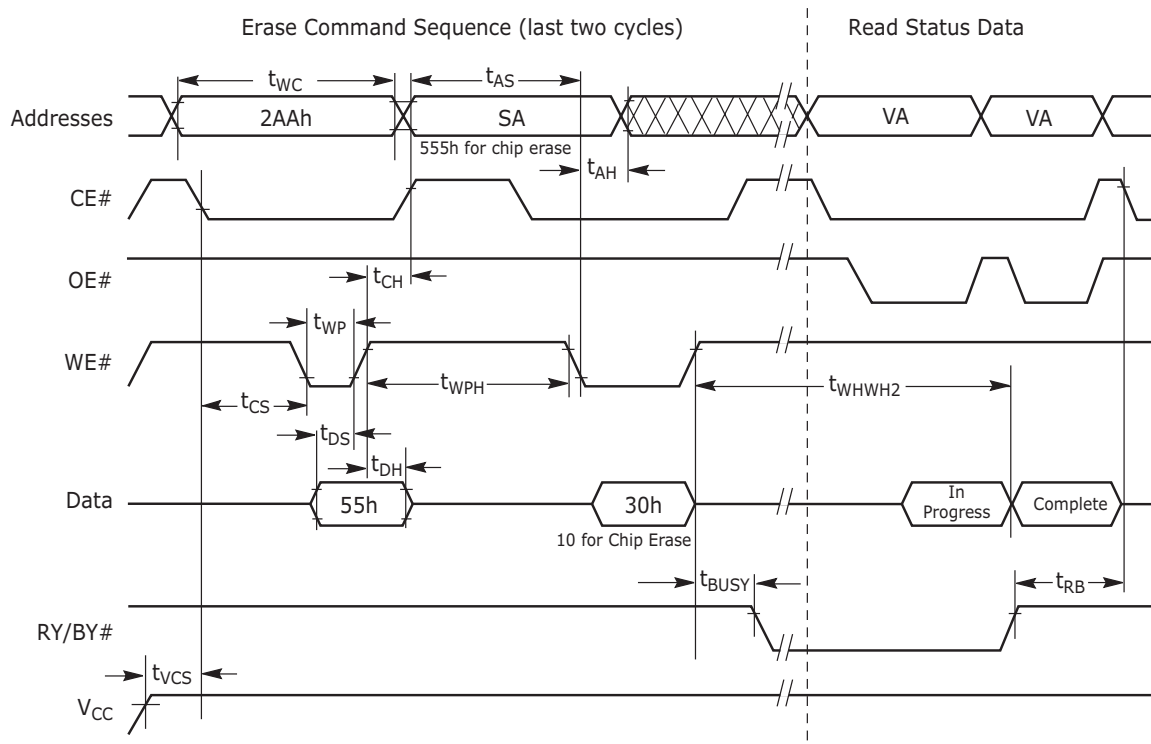 Erase Command Sequence (last two cycles)
Read Status Data
tWC
tAS
Addresses
2AAh
SA
VA
VA
555h for chip erase
tAH
CE#
OE#
tCH
tWP
WE#
tWPH
tWHWH2
tCS
tDS
tDH
Data
55h
30h
In
Progress
Complete
10 for Chip Erase
tBUSY
tRB
RY/BY#
tVCS
VCC